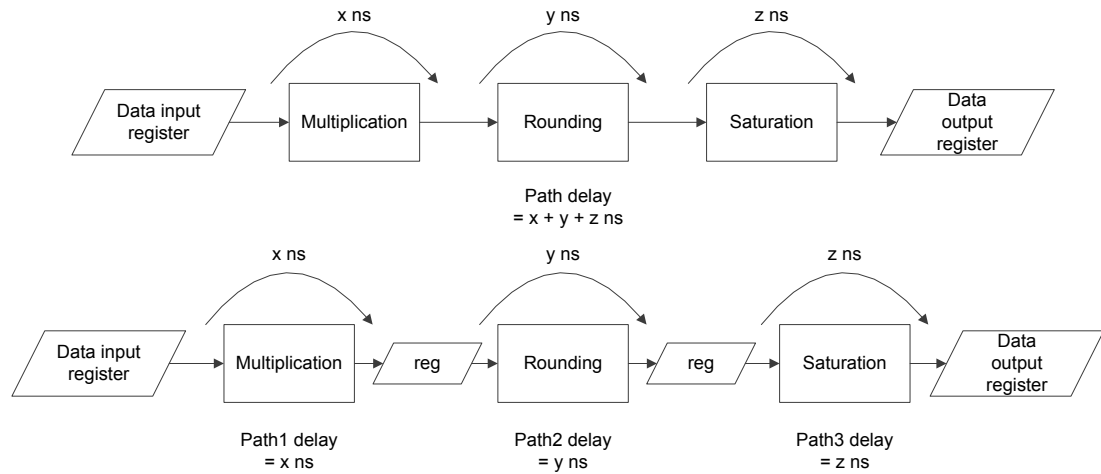 x ns
y ns
z ns
Data input
register
Multiplication
Rounding
Saturation
Data
output
register
Path delay
= x + y + z ns
x ns
y ns
z ns
Data input
register
Multiplication
reg
Rounding
reg
Saturation
Data
output
register
Path1 delay
= x ns
Path2 delay
= y ns
Path3 delay
= z ns